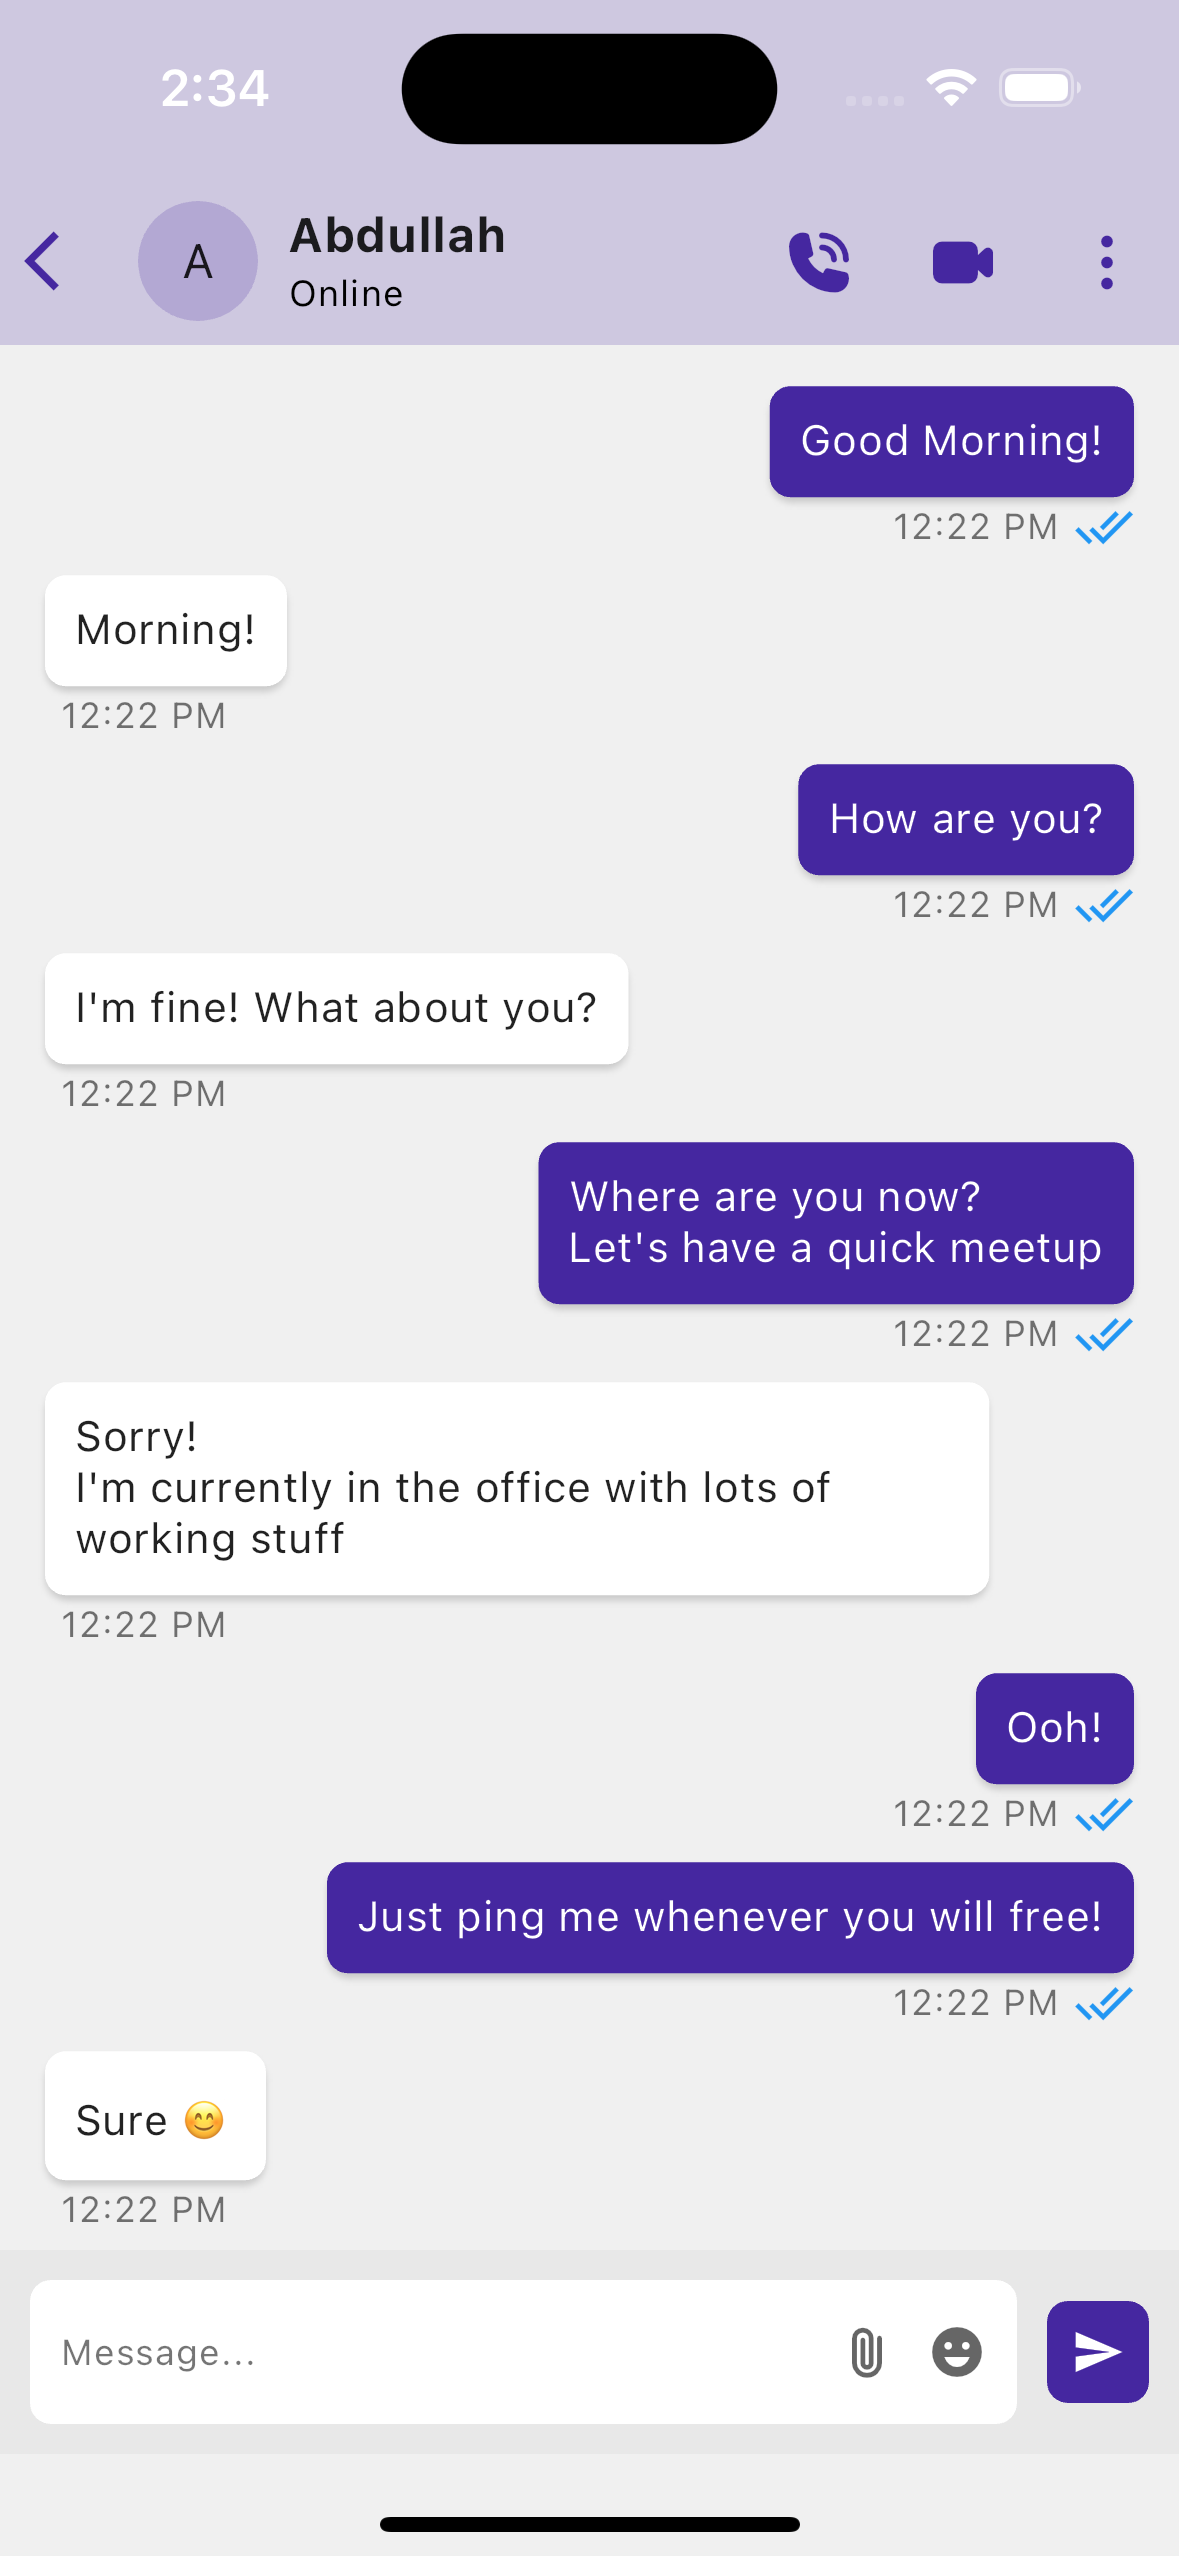 2:34
A
Abdullah
Online
Good Morning!
12:22 PM
Morning!
12:22 PM
How are you?
12:22 PM
I'm fine! What about you?
12:22 PM
Where are you now?
Let's have a quick meetup
12:22 PM
Sorry!
I'm currently in the office with lots of
working stuff
12:22 PM
Ooh!
12:22 PM
Just ping me whenever you will free!
12:22 PM
Sure 😊
12:22 PM
Message...